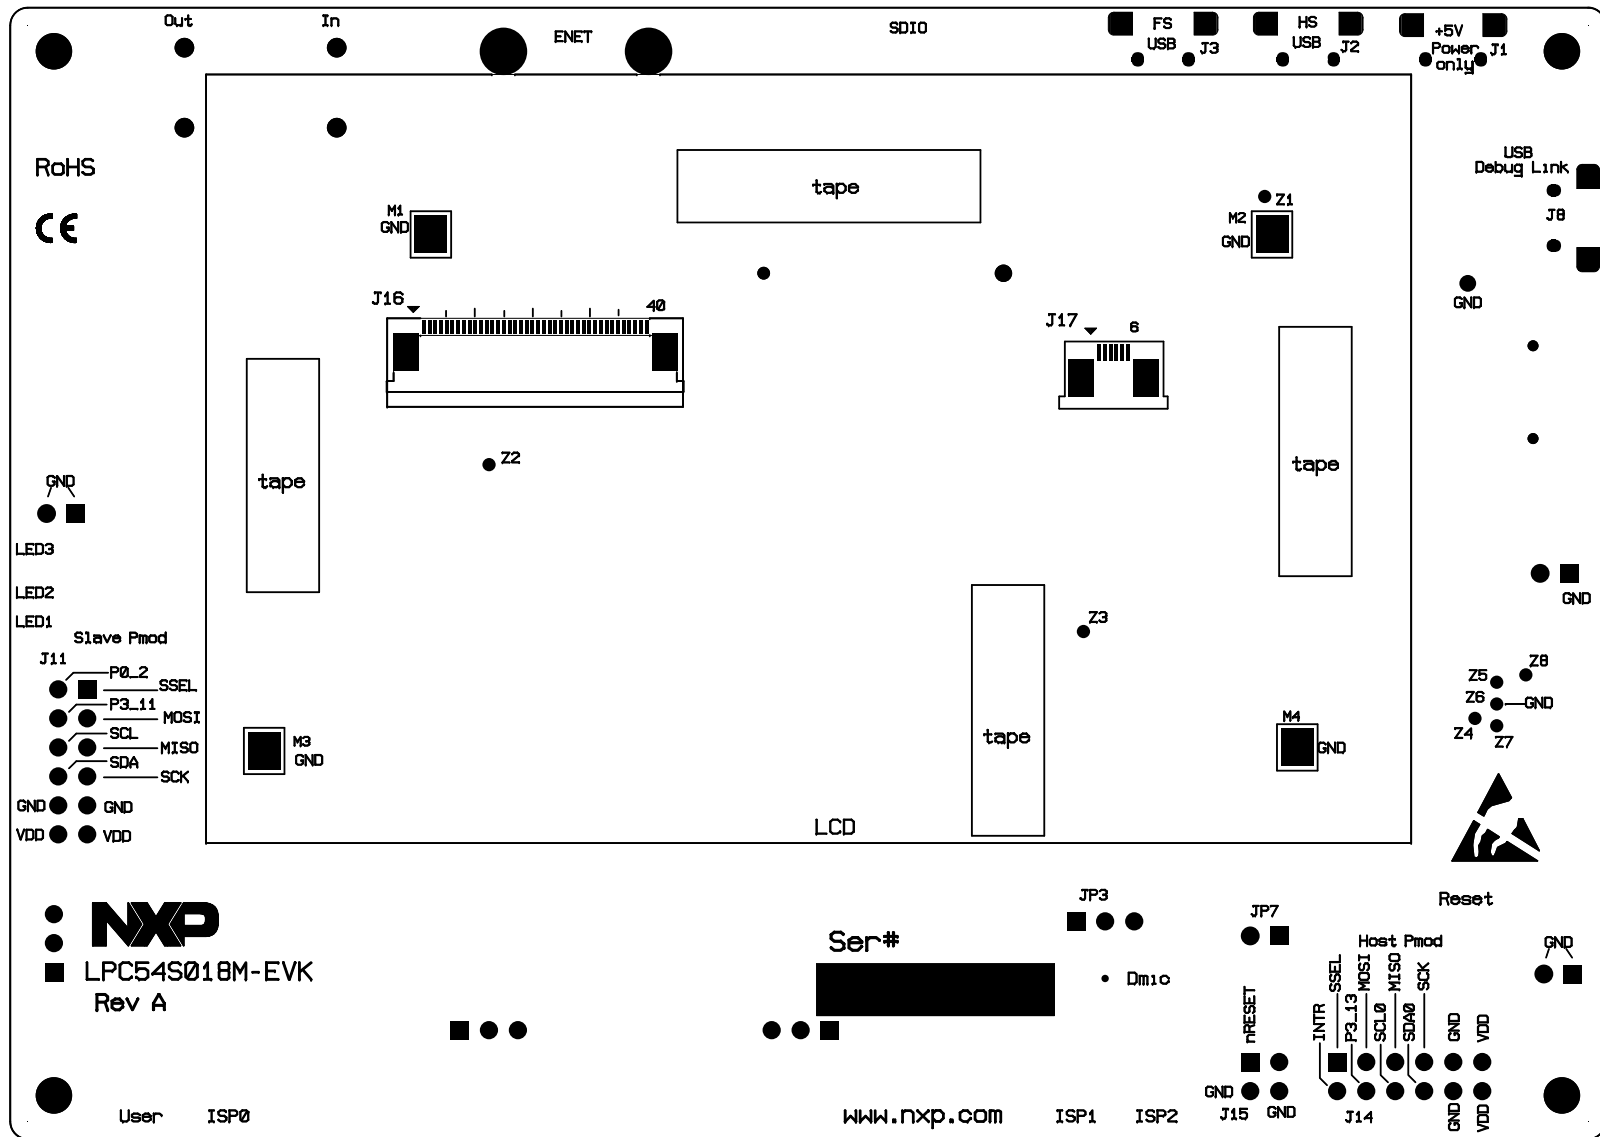 Out
In
ENET
SDIO
FS
USB
J3
HS
USB
J2
+5V
Power
only
J1
RoHS
CE
tape
USB
Debug Link
J8
M1
GND
Z1
M2
GND
GND
J16
40
J17
6
tape
Z2
tape
GND
LED3
LED2
LED1
GND
Z3
Slave Pmod
J11
P0_2
SSEL
P3_11
MOSI
SCL
MISO
SDA
SCK
GND
GND
VDD
VDD
Z8
Z5
Z6
GND
Z4
Z7
M3
GND
tape
M4
GND
LCD
NXP
LPC54S018M-EVK
Rev A
Ser#
JP3
Dmic
JP7
Reset
Host Pmod
GND
nRESET
INTR
SSEL
P3_13
MOSI
SCL0
MISO
SDA0
SCK
GND
VDD
GND
J15
GND
J14
GND
VDD
User
ISP0
www.nxp.com
ISP1
ISP2